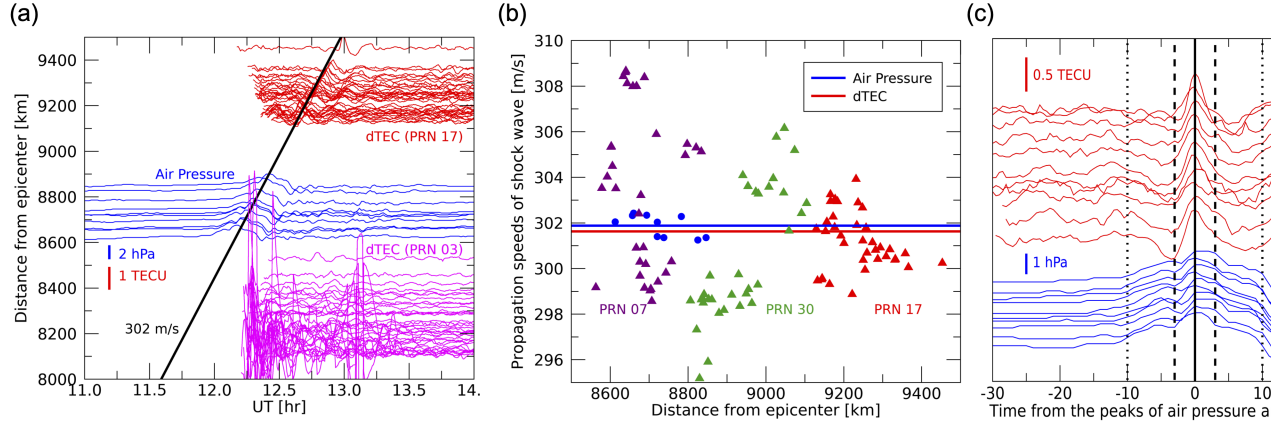 (a)
Distance from epicenter [km]
9400
9200
9000
8800
8600
8400
8200
8000
dTEC (PRN 17)
Air Pressure
dTEC (PRN 03)
2 hPa
1 TECU
302 m/s
11.0 11.5 12.0 12.5 13.0 13.5 14.
UT [hr]
(b)
Propagation speeds of shock wave [m/s]
310
308
306
304
302
300
298
296
Air Pressure
dTEC
PRN 07
PRN 30
PRN 17
8600 8800 9000 9200 9400
Distance from epicenter [km]
(c)
0.5 TECU
1 hPa
-30 -20 -10 0 10
Time from the peaks of air pressure a